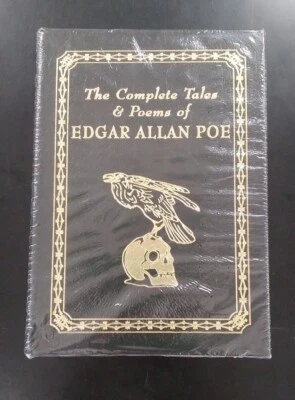 The Complete Tales
& Poems of
EDGAR ALLAN POE